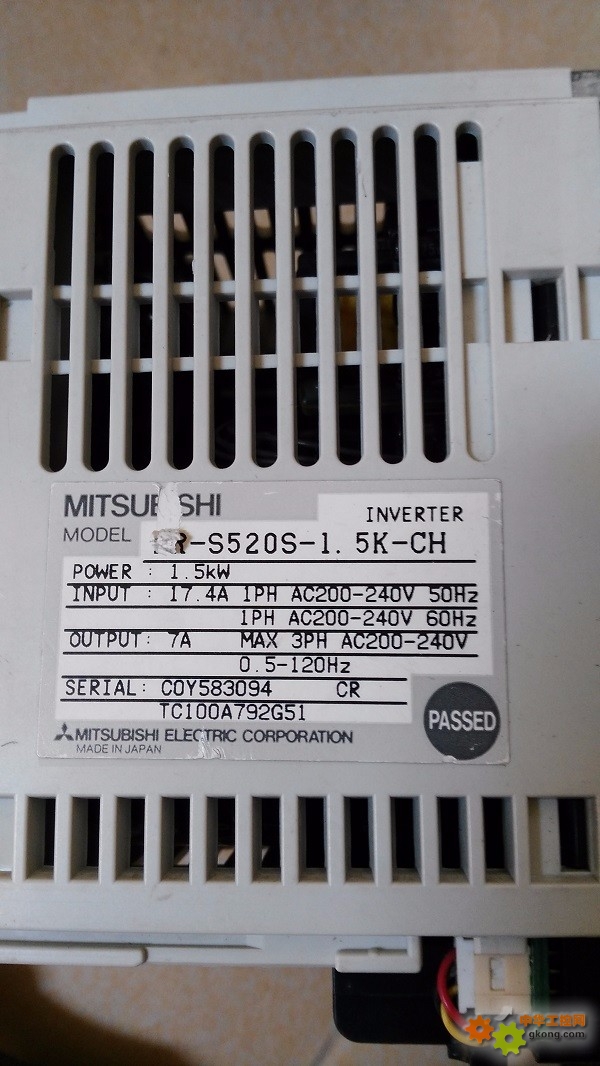 MITSUBISHI
INVERTER
MODEL R-S520S-1.5K-CH
POWER : 1.5kW
INPUT : 17.4A 1PH AC200-240V 50Hz
1PH AC200-240V 60Hz
OUTPUT: 7A MAX 3PH AC200-240V
0.5-120Hz
SERIAL: C0Y583094 CR
TC100A792G51
PASSED
MITSUBISHI ELECTRIC CORPORATION
MADE IN JAPAN
中华工控网
gkong.com